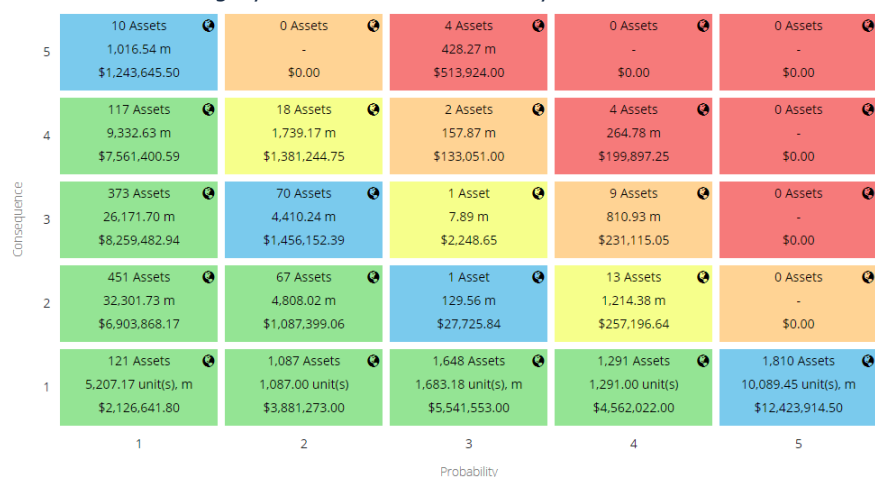 5
10 Assets
1,016.54 m
$1,243,645.50
0 Assets
-
$0.00
4 Assets
428.27 m
$513,924.00
0 Assets
-
$0.00
0 Assets
-
$0.00
4
117 Assets
9,332.63 m
$7,561,400.59
18 Assets
1,739.17 m
$1,381,244.75
2 Assets
157.87 m
$133,051.00
4 Assets
264.78 m
$199,897.25
0 Assets
-
$0.00
Consequence
3
373 Assets
26,171.70 m
$8,259,482.94
70 Assets
4,410.24 m
$1,456,152.39
1 Asset
7.89 m
$2,248.65
9 Assets
810.93 m
$231,115.05
0 Assets
-
$0.00
2
451 Assets
32,301.73 m
$6,903,868.17
67 Assets
4,808.02 m
$1,087,399.06
1 Asset
129.56 m
$27,725.84
13 Assets
1,214.38 m
$257,196.64
0 Assets
-
$0.00
1
121 Assets
5,207.17 unit(s), m
$2,126,641.80
1,087 Assets
1,087.00 unit(s)
$3,881,273.00
1,648 Assets
1,683.18 unit(s), m
$5,541,553.00
1,291 Assets
1,291.00 unit(s)
$4,562,022.00
1,810 Assets
10,089.45 unit(s), m
$12,423,914.50
1
2
3
4
5
Probability